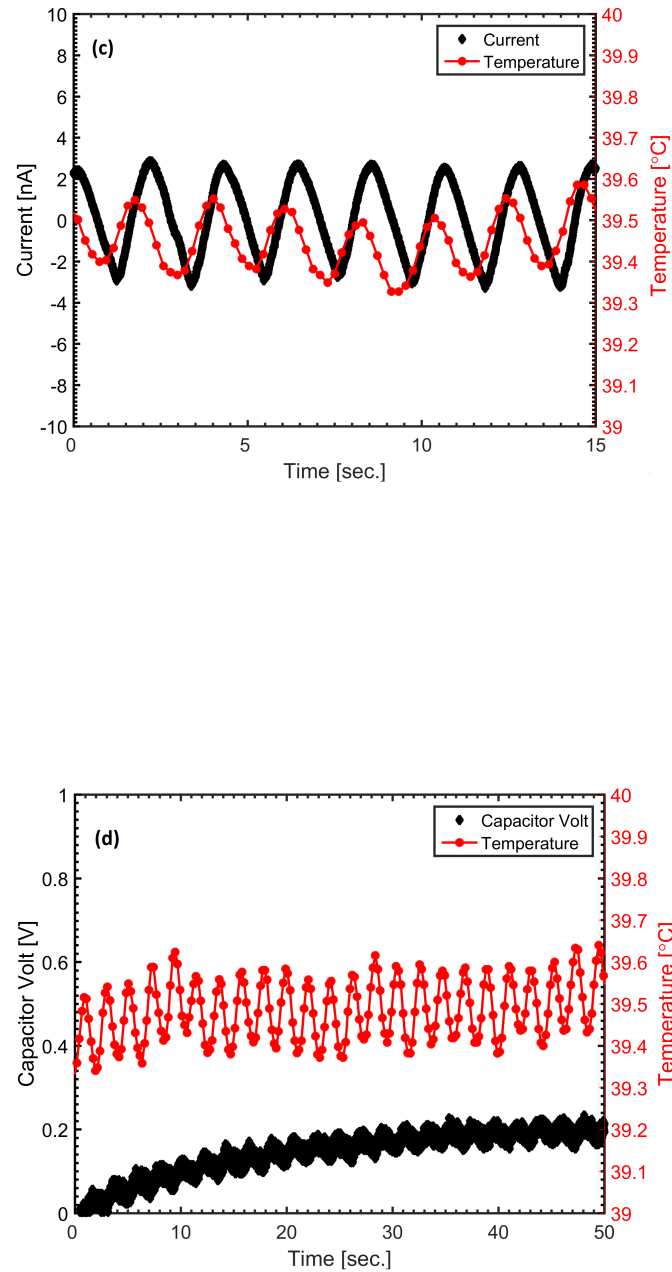 (c)
Current
Temperature
10
8
6
4
2
0
-2
-4
-6
-8
-10
Current [nA]
40
39.9
39.8
39.7
39.6
39.5
39.4
39.3
39.2
39.1
39
Temperature [°C]
0 5 10 15
Time [sec.]
(d)
Capacitor Volt
Temperature
1
0.8
0.6
0.4
0.2
0
Capacitor Volt [V]
40
39.9
39.8
39.7
39.6
39.5
39.4
39.3
39.2
39.1
39
Temperature [°C]
0 10 20 30 40 50
Time [sec.]